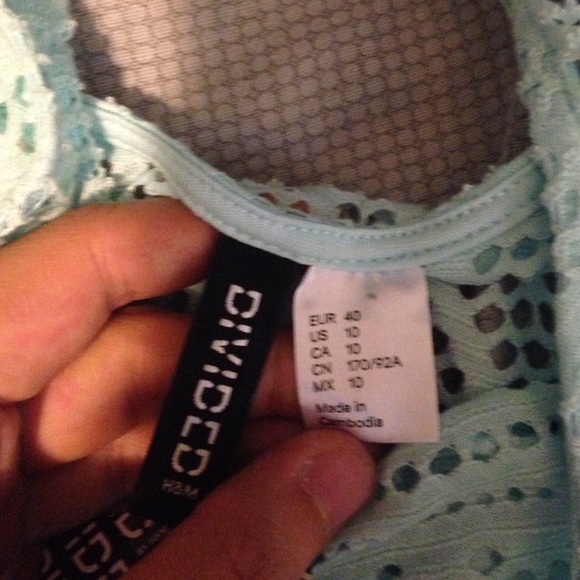 DIVIDED
H&M
EUR 40
US 10
CA 10
CN 170/92A
MX 10
Made in
Cambodia